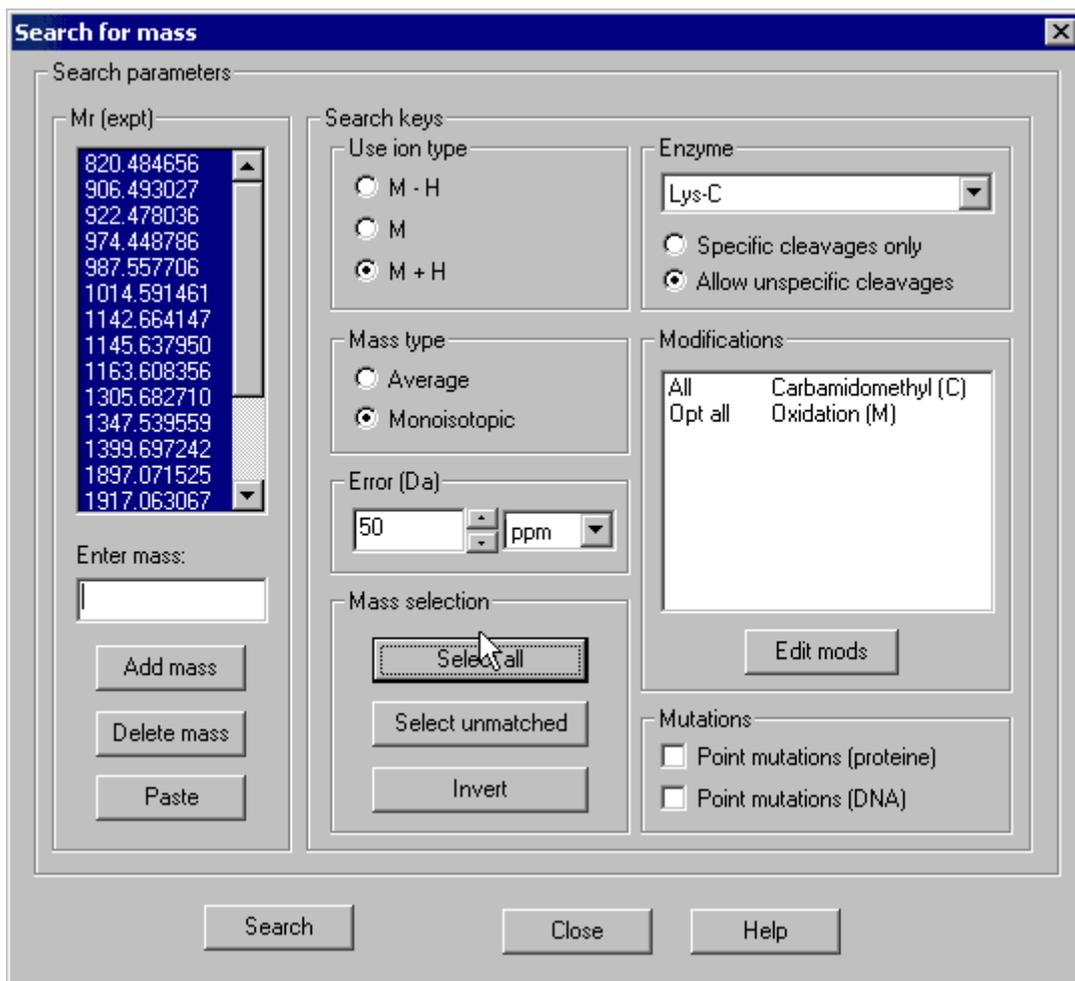 Search for mass
Search parameters
Mr (expt)
820.484656
906.493027
922.478036
974.448786
987.557706
1014.591461
1142.664147
1145.637950
1163.608356
1305.682710
1347.539559
1399.697242
1897.071525
1917.063067
Enter mass:
Add mass
Delete mass
Paste
Search keys
Use ion type
M - H
M
M + H
Mass type
Average
Monoisotopic
Error (Da)
50 ppm
Mass selection
Select all
Select unmatched
Invert
Enzyme
Lys-C
Specific cleavages only
Allow unspecific cleavages
Modifications
All Carbamidomethyl (C)
Opt all Oxidation (M)
Edit mods
Mutations
Point mutations (proteine)
Point mutations (DNA)
Search Close Help